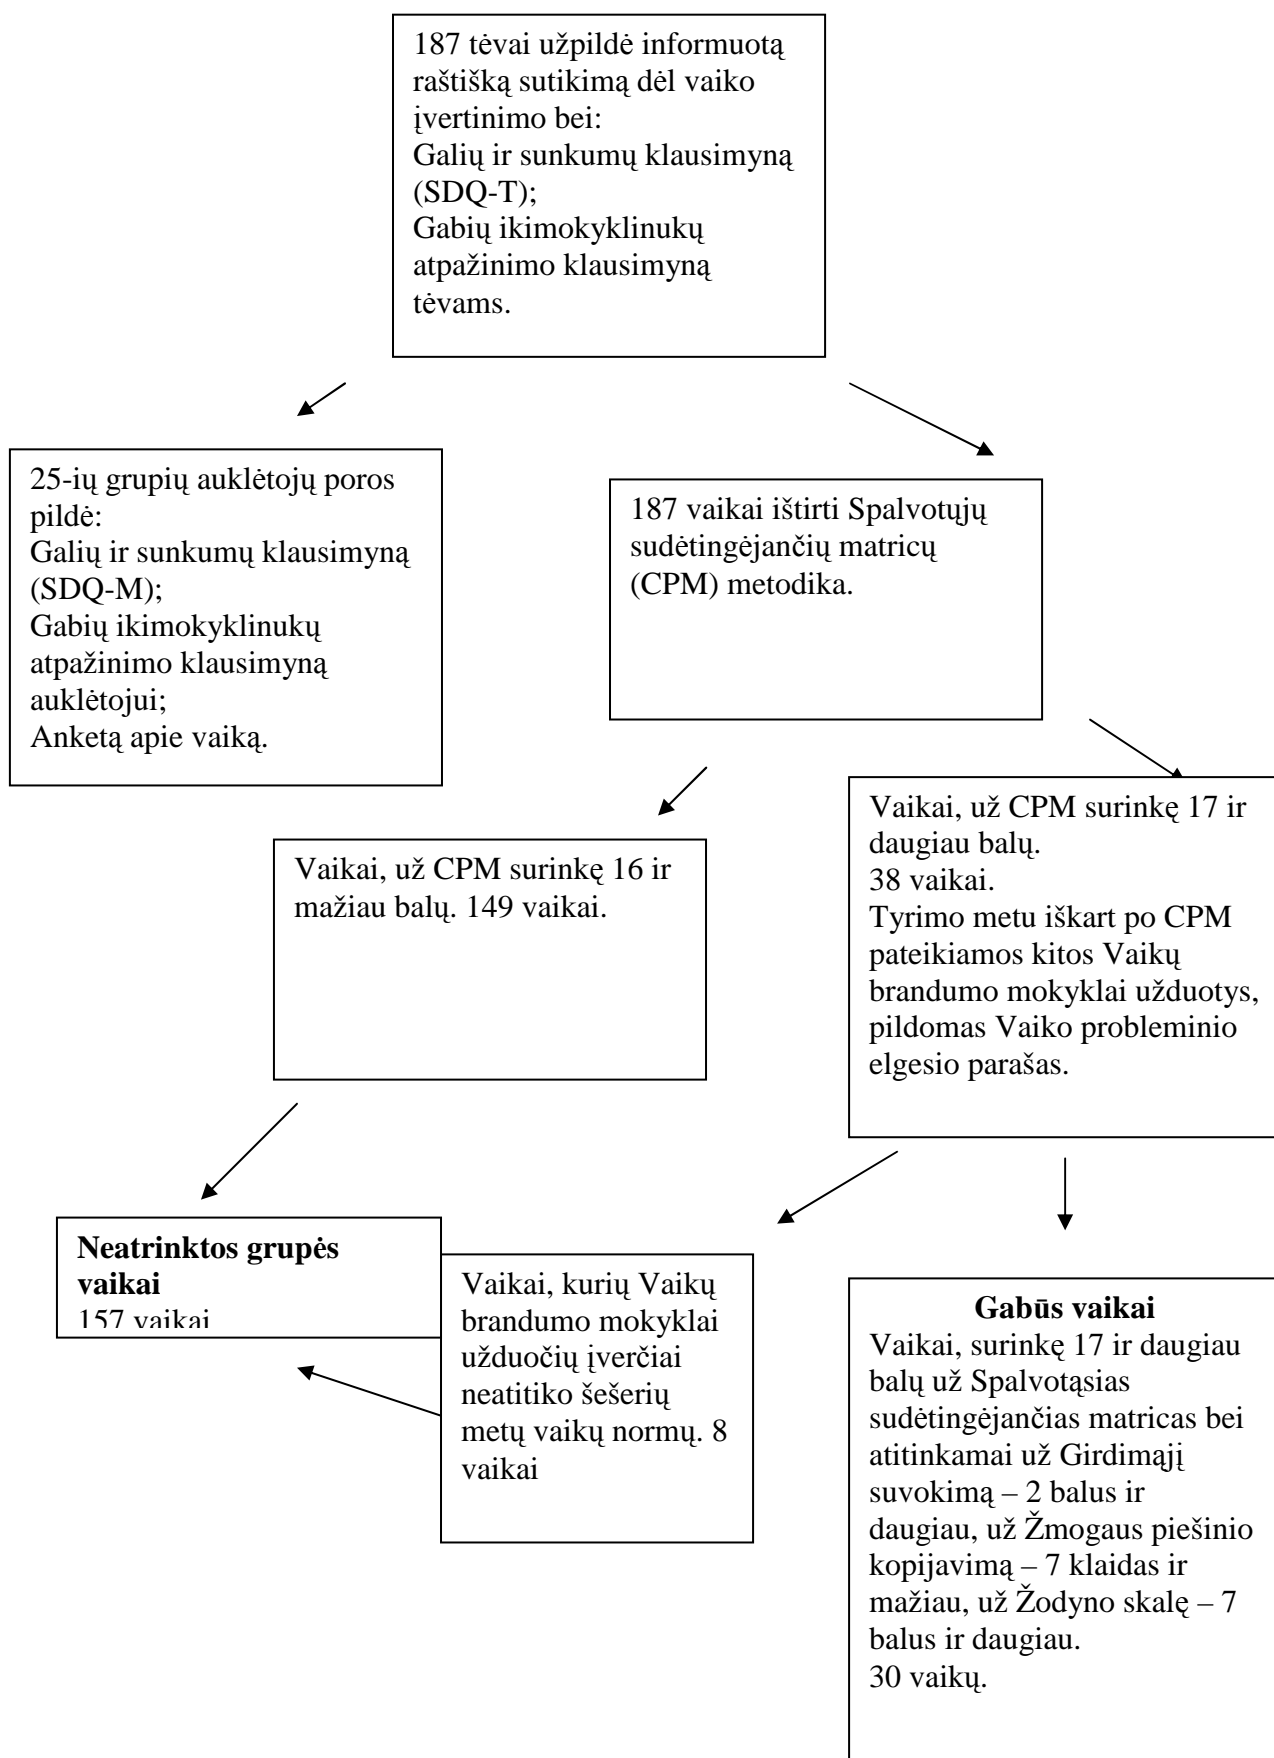 187 tėvai užpildė informuotą
raštišką sutikimą dėl vaiko
įvertinimo bei:
Galių ir sunkumų klausimyną
(SDQ-T);
Gabių ikimokyklinukų
atpažinimo klausimyną
tėvams.
25-ių grupių auklėtojų poros
pildė:
Galių ir sunkumų klausimyną
(SDQ-M);
Gabių ikimokyklinukų
atpažinimo klausimyną
auklėtojui;
Anketą apie vaiką.
187 vaikai ištirti Spalvotųjų
sudėtingėjančių matricų
(CPM) metodika.
Vaikai, už CPM surinkę 16 ir
mažiau balų. 149 vaikai.
Vaikai, už CPM surinkę 17 ir
daugiau balų.
38 vaikai.
Tyrimo metu iškart po CPM
pateikiamos kitos Vaikų
brandumo mokyklai užduotys,
pildomas Vaiko probleminio
elgesio parašas.
Neatrinktos grupės
vaikai
157 vaikai
Vaikai, kurių Vaikų
brandumo mokyklai
užduočių įverčiai
neatitiko šešerių
metų vaikų normų. 8
vaikai
Gabūs vaikai
Vaikai, surinkę 17 ir daugiau
balų už Spalvotąsias
sudėtingėjančias matricas bei
atitinkamai už Girdimąjį
suvokimą – 2 balus ir
daugiau, už Žmogaus piešinio
kopijavimą – 7 klaidas ir
mažiau, už Žodyno skalę – 7
balus ir daugiau.
30 vaikų.